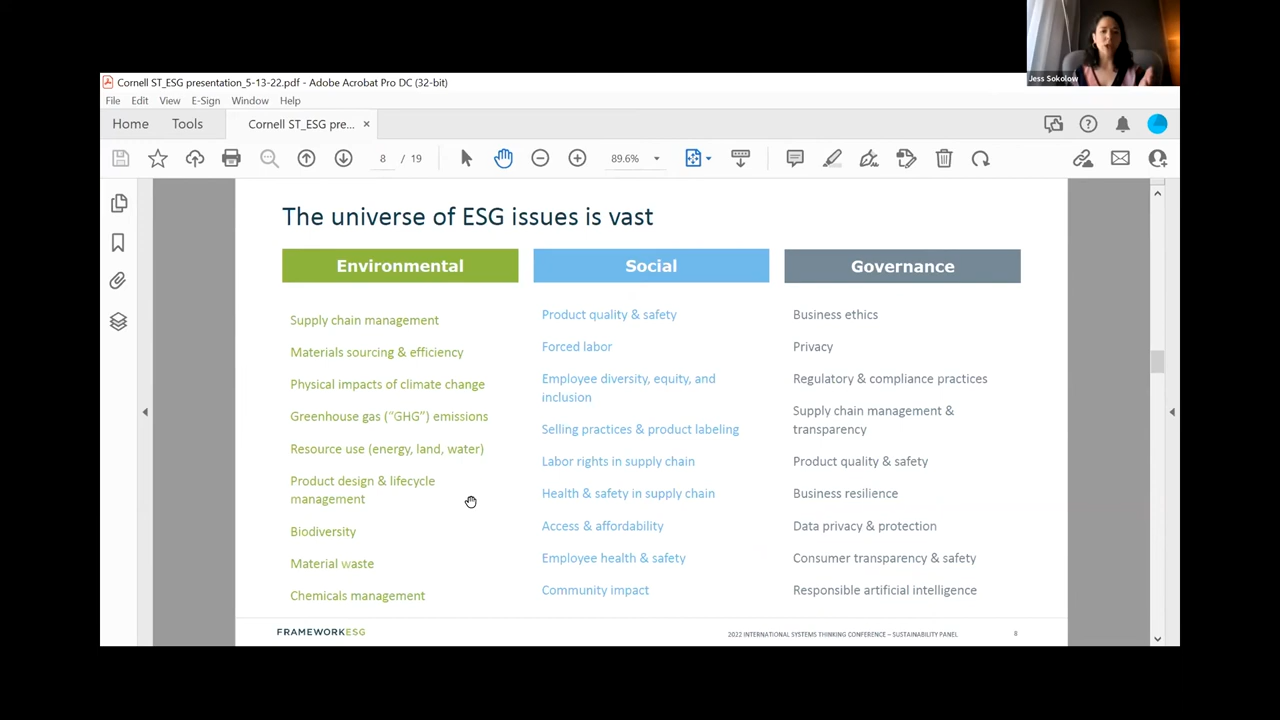 Jess Sokolow
Cornell ST_ESG presentation_5-13-22.pdf - Adobe Acrobat Pro DC (32-bit)
File Edit View E-Sign Window Help
Home Tools Cornell ST_ESG pre... ×
8 / 19 89.6%
The universe of ESG issues is vast
Environmental
Supply chain management
Materials sourcing & efficiency
Physical impacts of climate change
Greenhouse gas (“GHG”) emissions
Resource use (energy, land, water)
Product design & lifecycle
management
Biodiversity
Material waste
Chemicals management
Social
Product quality & safety
Forced labor
Employee diversity, equity, and
inclusion
Selling practices & product labeling
Labor rights in supply chain
Health & safety in supply chain
Access & affordability
Employee health & safety
Community impact
Governance
Business ethics
Privacy
Regulatory & compliance practices
Supply chain management &
transparency
Product quality & safety
Business resilience
Data privacy & protection
Consumer transparency & safety
Responsible artificial intelligence
FRAMEWORKESG
2022 INTERNATIONAL SYSTEMS THINKING CONFERENCE – SUSTAINABILITY PANEL
8